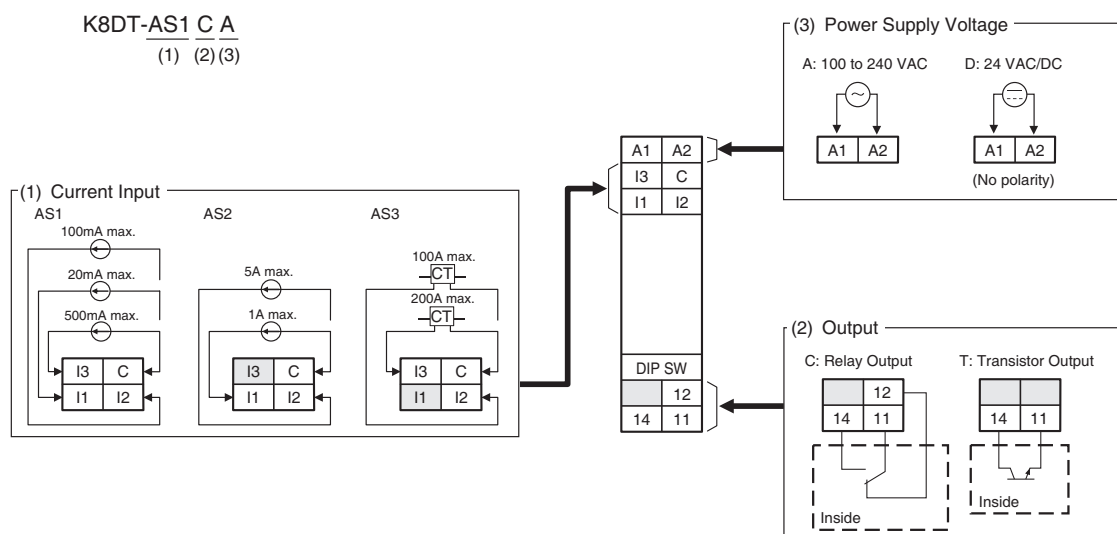 K8DT-AS1 C A
(1) (2) (3)
(3) Power Supply Voltage
A: 100 to 240 VAC
D: 24 VAC/DC
A1 A2
A1 A2
(No polarity)
A1 A2
I3 C
I1 I2
DIP SW
12
14 11
(1) Current Input
AS1
100mA max.
20mA max.
500mA max.
I3 C
I1 I2
AS2
5A max.
1A max.
I3 C
I1 I2
AS3
100A max.
CT
200A max.
CT
I3 C
I1 I2
(2) Output
C: Relay Output
12
14 11
Inside
T: Transistor Output
14 11
Inside